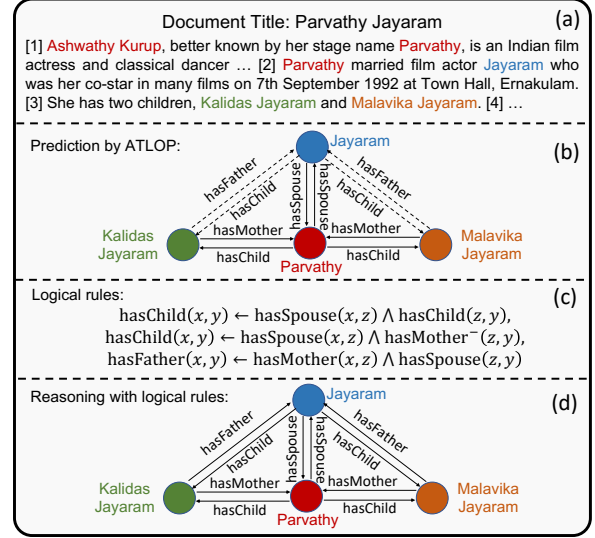 Document Title: Parvathy Jayaram
(a)
[1] Ashwathy Kurup, better known by her stage name Parvathy, is an Indian film
actress and classical dancer … [2] Parvathy married film actor Jayaram who
was her co-star in many films on 7th September 1992 at Town Hall, Ernakulam.
[3] She has two children, Kalidas Jayaram and Malavika Jayaram. [4] …
Prediction by ATLOP:
(b)
Jayaram
hasFather
hasChild
hasSpouse
hasSpouse
hasFather
hasChild
Kalidas
Jayaram
hasMother
hasChild
hasMother
hasChild
Malavika
Jayaram
Parvathy
Logical rules:
(c)
hasChild(x, y) ← hasSpouse(x, z) ⋀ hasChild(z, y),
hasChild(x, y) ← hasSpouse(x, z) ⋀ hasMother⁻(z, y),
hasFather(x, y) ← hasMother(x, z) ⋀ hasSpouse(z, y)
Reasoning with logical rules:
(d)
Jayaram
hasFather
hasChild
hasSpouse
hasSpouse
hasFather
hasChild
Kalidas
Jayaram
hasMother
hasChild
hasMother
hasChild
Malavika
Jayaram
Parvathy